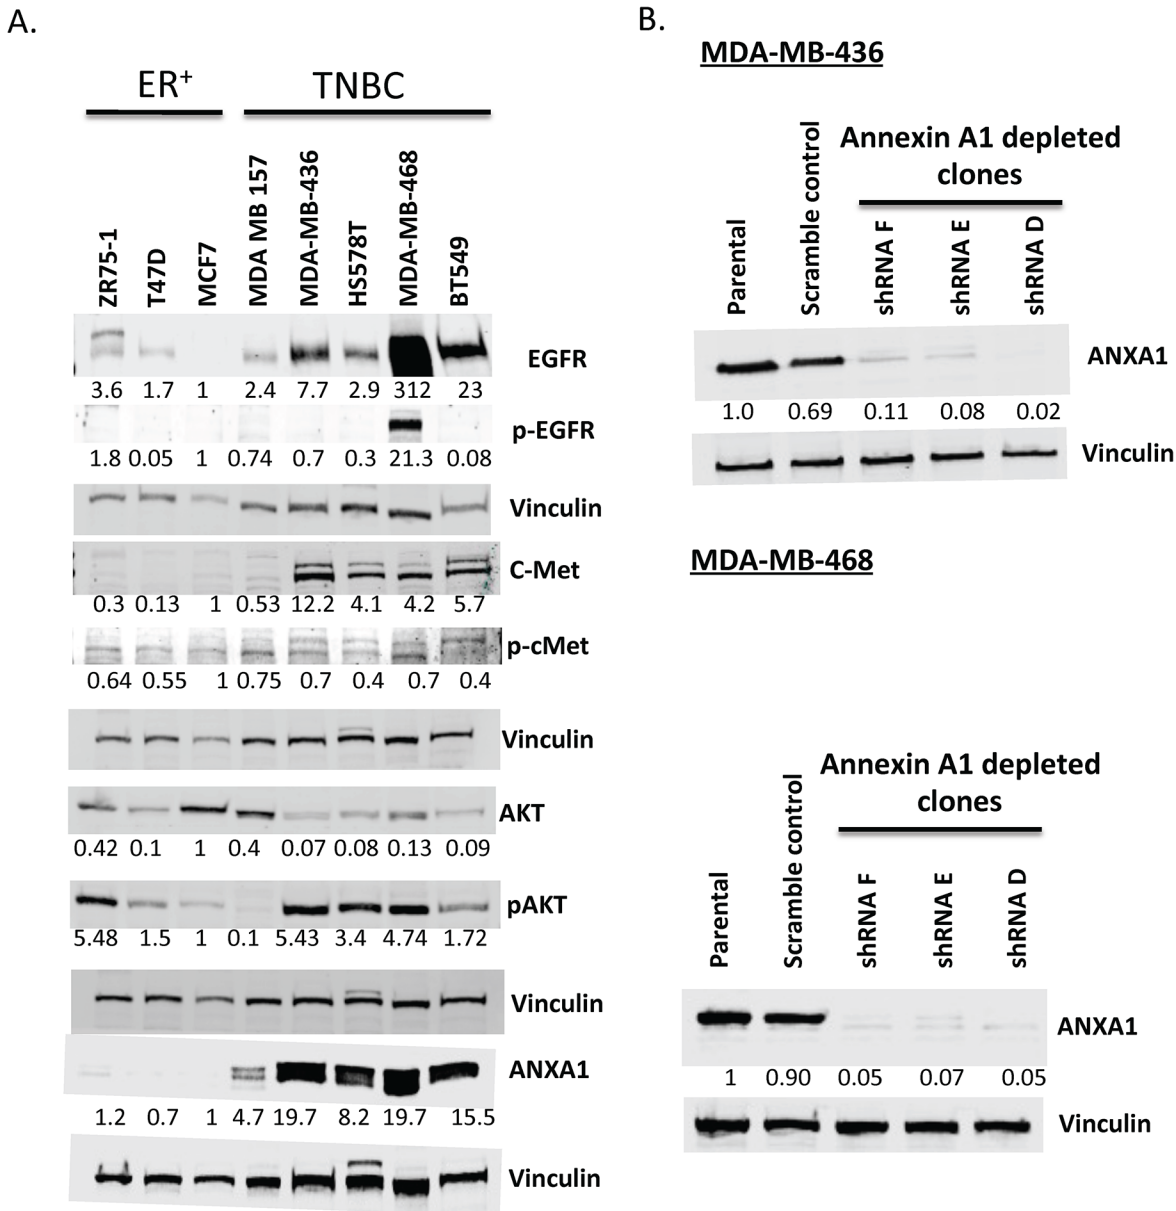 A.
ER+
TNBC
ZR75-1
T47D
MCF7
MDA MB 157
MDA-MB-436
HS578T
MDA-MB-468
BT549
EGFR
3.6 1.7 1 2.4 7.7 2.9 312 23
p-EGFR
1.8 0.05 1 0.74 0.7 0.3 21.3 0.08
Vinculin
C-Met
0.3 0.13 1 0.53 12.2 4.1 4.2 5.7
p-cMet
0.64 0.55 1 0.75 0.7 0.4 0.7 0.4
Vinculin
AKT
0.42 0.1 1 0.4 0.07 0.08 0.13 0.09
pAKT
5.48 1.5 1 0.1 5.43 3.4 4.74 1.72
Vinculin
ANXA1
1.2 0.7 1 4.7 19.7 8.2 19.7 15.5
Vinculin
B.
MDA-MB-436
Parental
Scramble control
Annexin A1 depleted
clones
shRNA F
shRNA E
shRNA D
ANXA1
1.0 0.69 0.11 0.08 0.02
Vinculin
MDA-MB-468
Parental
Scramble control
Annexin A1 depleted
clones
shRNA F
shRNA E
shRNA D
ANXA1
1 0.90 0.05 0.07 0.05
Vinculin